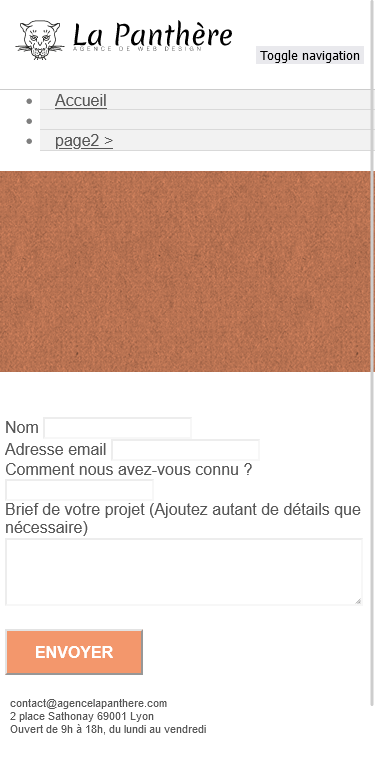 La Panthère
AGENCE DE WEB DESIGN
Toggle navigation
Accueil
page2 >
Nom
Adresse email
Comment nous avez-vous connu ?
Brief de votre projet (Ajoutez autant de détails que
nécessaire)
ENVOYER
contact@agencelapanthere.com
2 place Sathonay 69001 Lyon
Ouvert de 9h à 18h, du lundi au vendredi